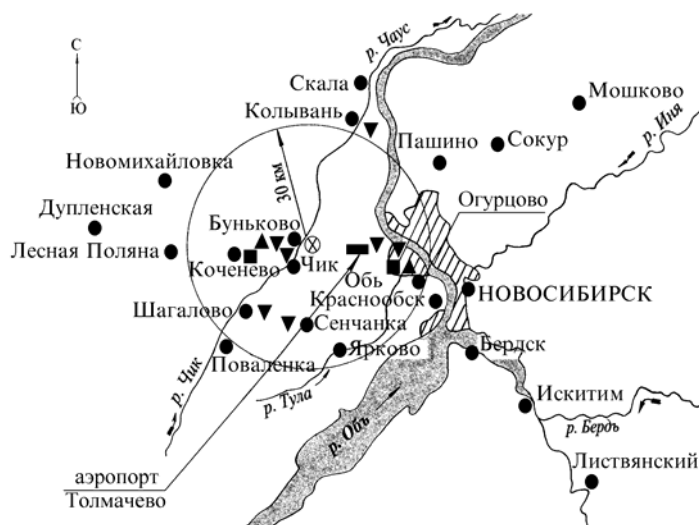 р. Чаус
С
Скала
Мошково
Колывань
р. Иня
Ю
Сокур
Пашино
30 км
Новомихайловка
Огурцово
Дупленская
Буньково
Лесная Поляна
Чик
Коченево
Обь
Краснообск
НОВОСИБИРСК
Шагалово
Сенчанка
Ярково
Бердск
Поваленка
р. Чик
р. Тула
Искитим
р. Обь
р. Бердь
Листвянский
аэропорт
Толмачево